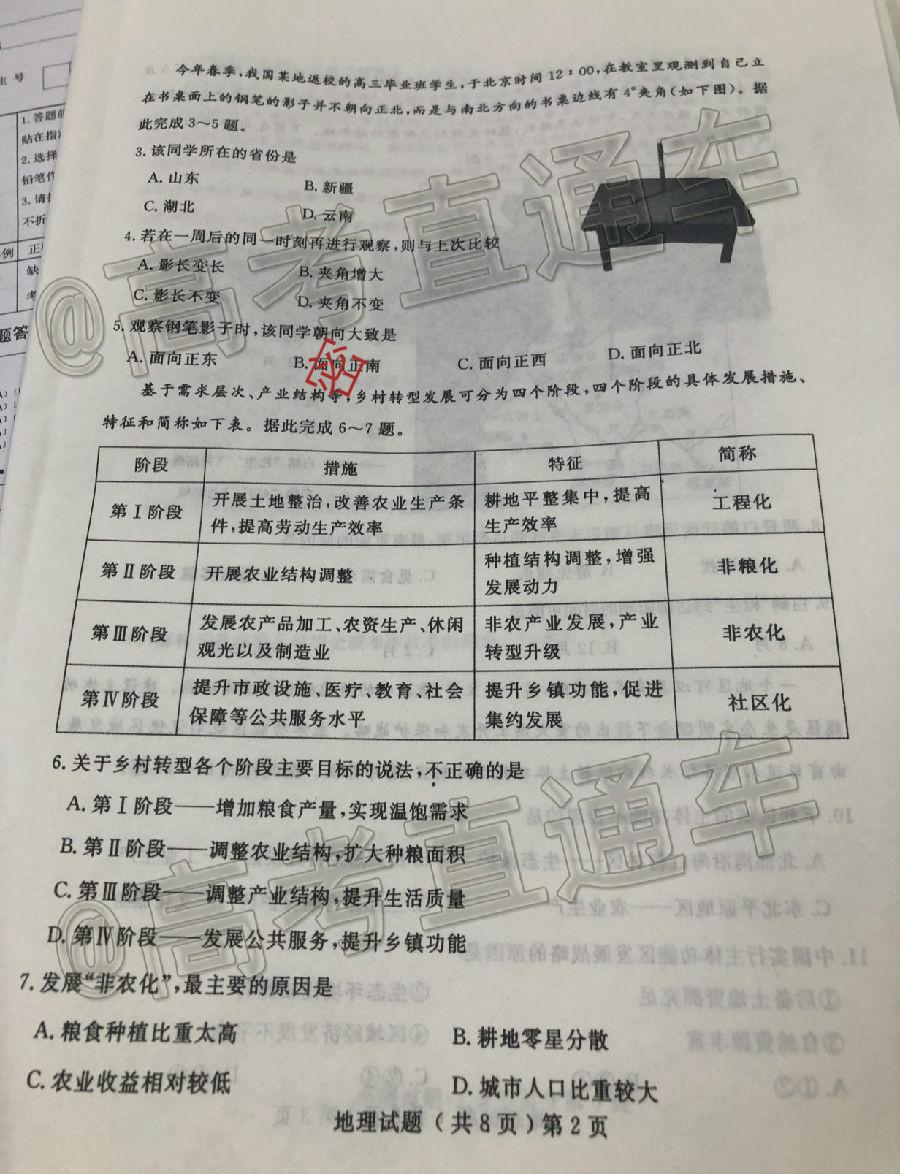 今年春季,我国某地返校的高三毕业班学生,于北京时间12:00,在教室里观测到自己立
在书桌面上的钢笔的影子并不朝向正北,而是与南北方向的书桌边线有4°夹角(如下图)。据
此完成3～5题。
3.该同学所在的省份是
A.山东
B.新疆
C.湖北
D.云南
4.若在一周后的同一时刻再进行观察,则与上次比较
A.影长变长
B.夹角增大
C.影长不变
D.夹角不变
5.观察钢笔影子时,该同学朝向大致是
A.面向正东
B.面向正南
C.面向正西
D.面向正北
基于需求层次、产业结构等,乡村转型发展可分为四个阶段,四个阶段的具体发展措施、
特征和简称如下表。据此完成6～7题。
阶段 措施 特征 简称
第Ⅰ阶段
开展土地整治,改善农业生产条
件,提高劳动生产效率
耕地平整集中,提高
生产效率
工程化
第Ⅱ阶段
开展农业结构调整
种植结构调整,增强
发展动力
非粮化
第Ⅲ阶段
发展农产品加工、农资生产、休闲
观光以及制造业
非农产业发展,产业
转型升级
非农化
第Ⅳ阶段
提升市政设施、医疗、教育、社会
保障等公共服务水平
提升乡镇功能,促进
集约发展
社区化
6.关于乡村转型各个阶段主要目标的说法,不正确的是
A.第Ⅰ阶段——增加粮食产量,实现温饱需求
B.第Ⅱ阶段——调整农业结构,扩大种粮面积
C.第Ⅲ阶段——调整产业结构,提升生活质量
D.第Ⅳ阶段——发展公共服务,提升乡镇功能
7.发展“非农化”,最主要的原因是
A.粮食种植比重太高
B.耕地零星分散
C.农业收益相对较低
D.城市人口比重较大
地理试题(共8页)第2页
@高考直通车
@高考直通车